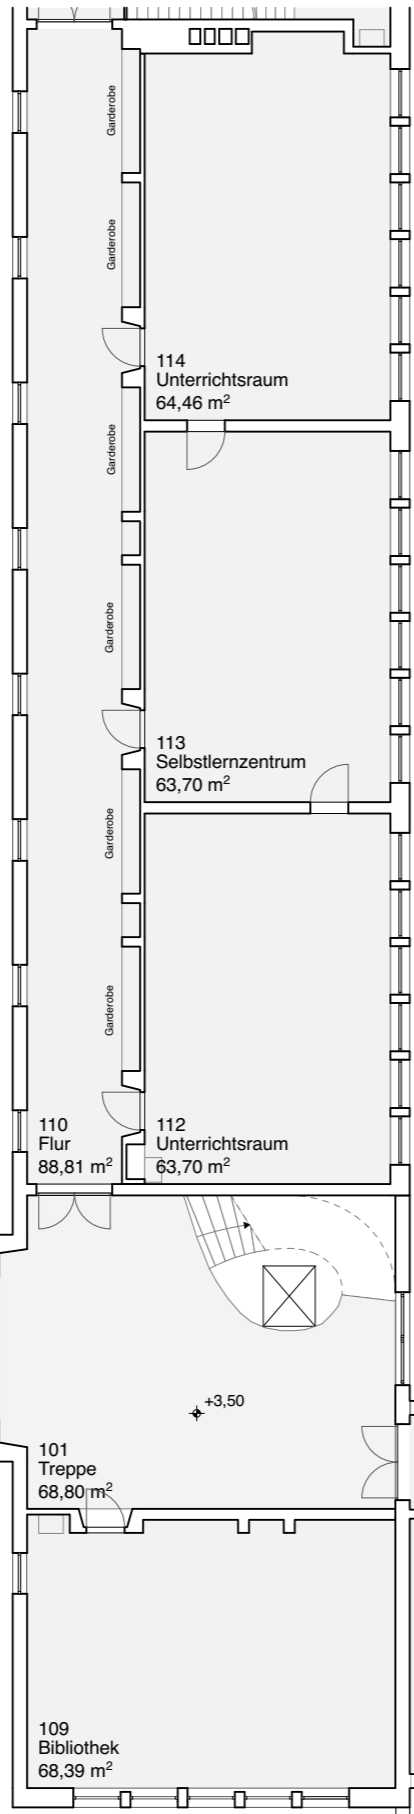 Garderobe
Garderobe
114
Unterrichtsraum
64,46 m²
Garderobe
Garderobe
113
Selbstlernzentrum
63,70 m²
Garderobe
Garderobe
110
Flur
88,81 m²
112
Unterrichtsraum
63,70 m²
+3,50
101
Treppe
68,80 m²
109
Bibliothek
68,39 m²